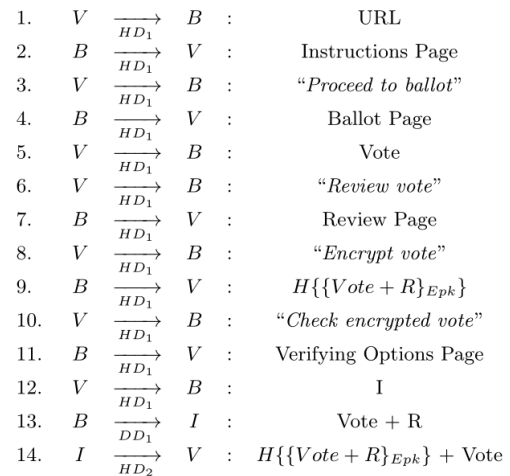 1. V →HD1 B : URL
2. B →HD1 V : Instructions Page
3. V →HD1 B : “Proceed to ballot”
4. B →HD1 V : Ballot Page
5. V →HD1 B : Vote
6. V →HD1 B : “Review vote”
7. B →HD1 V : Review Page
8. V →HD1 B : “Encrypt vote”
9. B →HD1 V : H{{Vote + R}Epk}
10. V →HD1 B : “Check encrypted vote”
11. B →HD1 V : Verifying Options Page
12. V →HD1 B : I
13. B →DD1 I : Vote + R
14. I →HD2 V : H{{Vote + R}Epk} + Vote